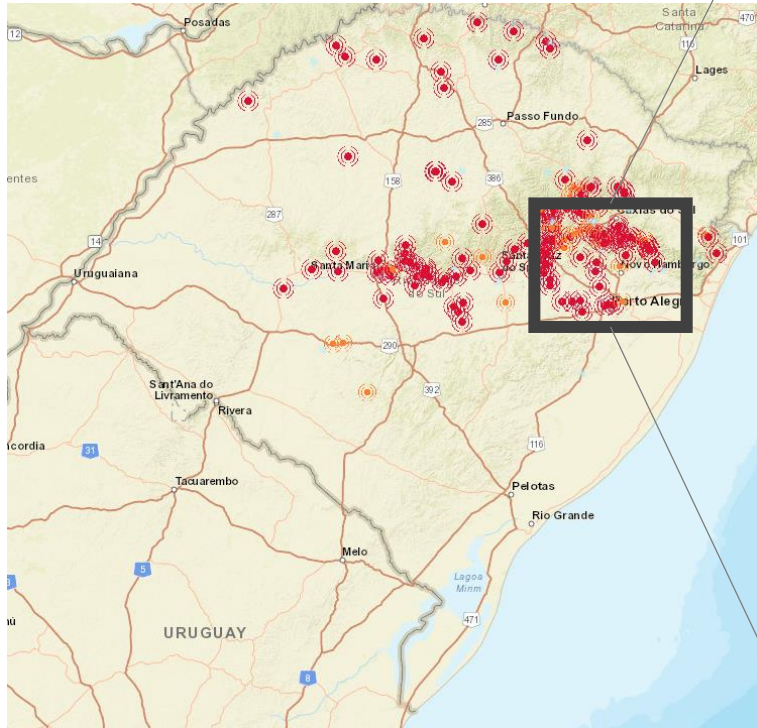 Posadas
12
Santa
Catarina
470
116
Lages
285
Passo Fundo
158
386
287
Caxias do Sul
14
101
Santa Maria
Novo Hamburgo
Uruguaiana
do Sul
Porto Alegre
290
Sant'Ana do
Livramento
Rivera
392
31
116
Tacuarembo
Pelotas
Rio Grande
Melo
5
Lagoa
Mirim
471
URUGUAY
8